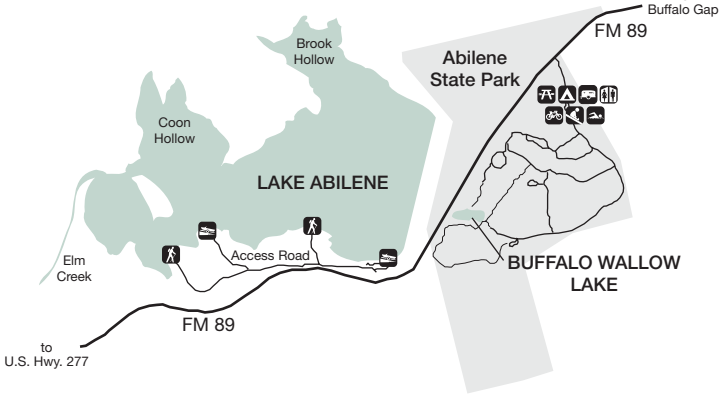 Buffalo Gap
FM 89
Brook
Hollow
Abilene
State Park
Coon
Hollow
LAKE ABILENE
Access Road
Elm
Creek
BUFFALO WALLOW
LAKE
FM 89
to
U.S. Hwy. 277